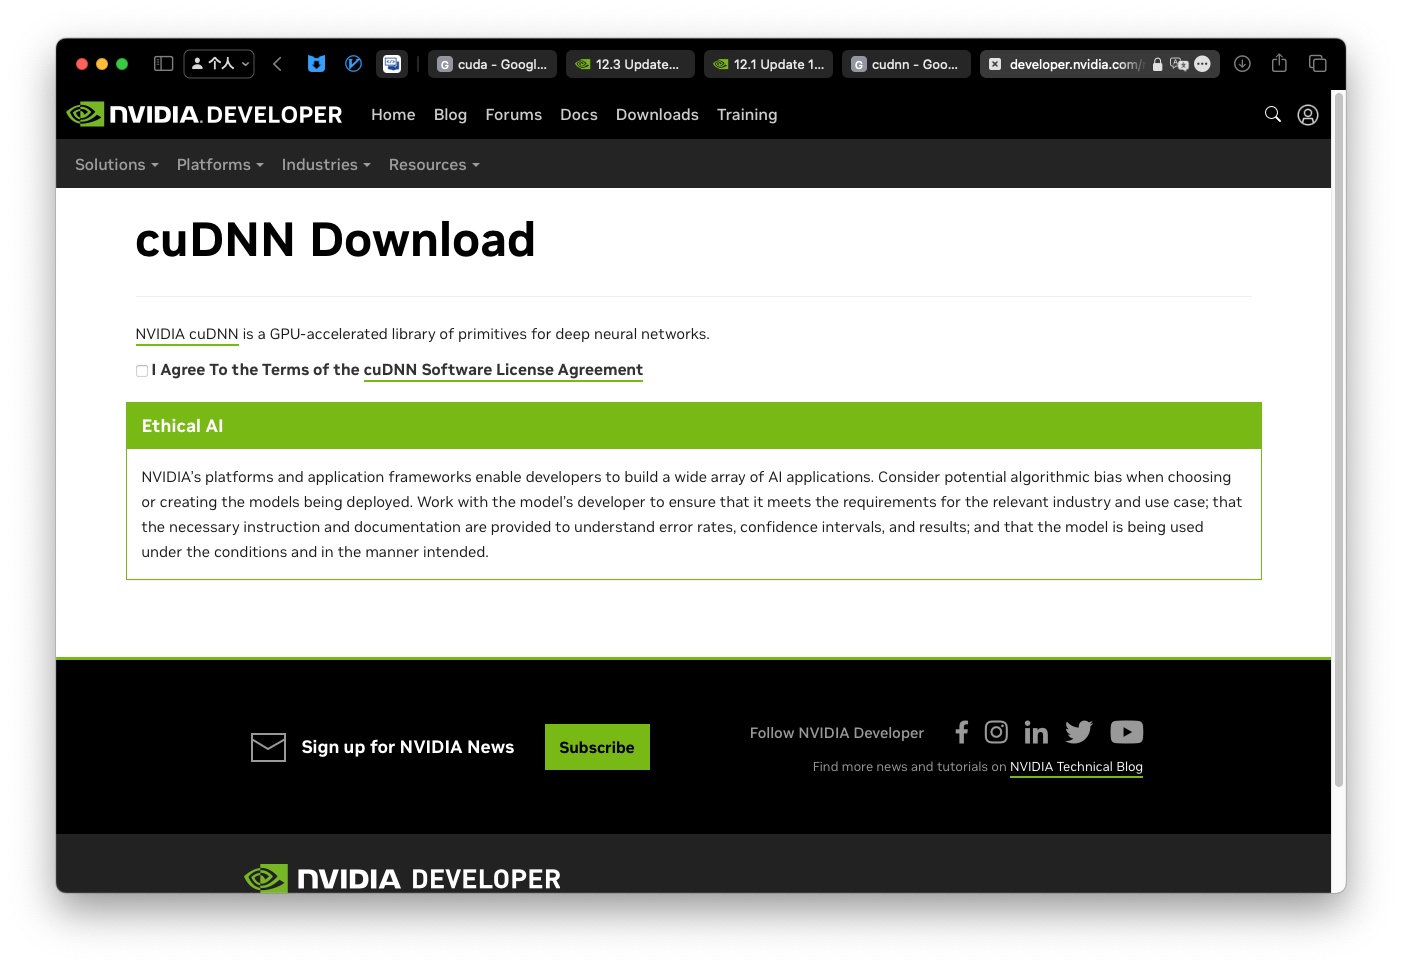 个人
cuda - Googl...
12.3 Update...
12.1 Update 1...
cudnn - Goo...
developer.nvidia.com/
NVIDIA. DEVELOPER
Home
Blog
Forums
Docs
Downloads
Training
Solutions
Platforms
Industries
Resources
cuDNN Download
NVIDIA cuDNN is a GPU-accelerated library of primitives for deep neural networks.
I Agree To the Terms of the cuDNN Software License Agreement
Ethical AI
NVIDIA's platforms and application frameworks enable developers to build a wide array of AI applications. Consider potential algorithmic bias when choosing
or creating the models being deployed. Work with the model's developer to ensure that it meets the requirements for the relevant industry and use case; that
the necessary instruction and documentation are provided to understand error rates, confidence intervals, and results; and that the model is being used
under the conditions and in the manner intended.
Sign up for NVIDIA News
Subscribe
Follow NVIDIA Developer
Find more news and tutorials on NVIDIA Technical Blog
NVIDIA DEVELOPER